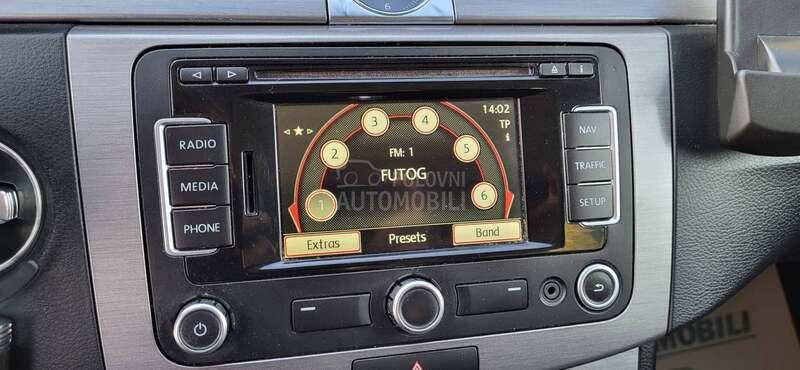 14:02
TP
3
4
2
5
1
6
FM: 1
FUTOG
POLOVNI
AUTOMOBILI
Extras
Presets
Band
RADIO
MEDIA
PHONE
NAV
TRAFFIC
SETUP
MOBILI